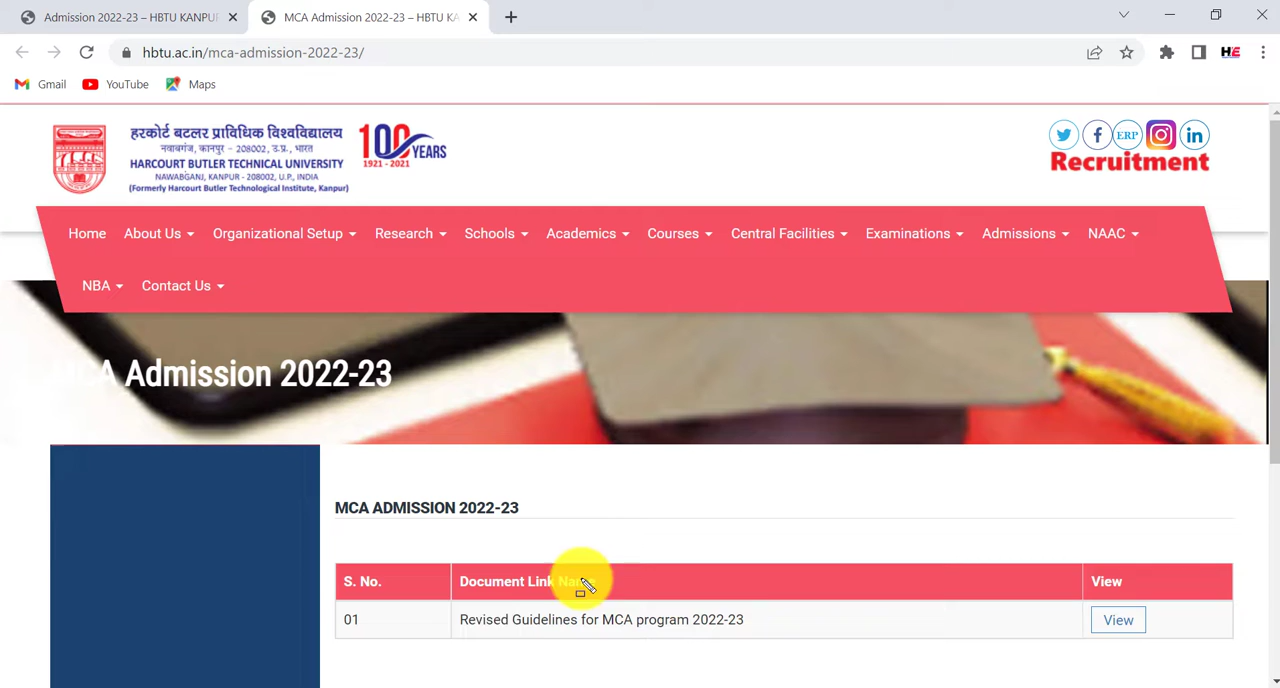 Admission 2022-23 – HBTU KANPU
MCA Admission 2022-23 – HBTU KA
hbtu.ac.in/mca-admission-2022-23/
HE
Gmail YouTube Maps
हरकोर्ट बटलर प्राविधिक विश्वविद्यालय
नवाबगंज, कानपुर - 208002, उ.प्र., भारत
HARCOURT BUTLER TECHNICAL UNIVERSITY
NAWABGANJ, KANPUR - 208002, U.P., INDIA
(Formerly Harcourt Butler Technological Institute, Kanpur)
100 YEARS
1921 - 2021
ERP
Recruitment
Home About Us Organizational Setup Research Schools Academics Courses Central Facilities Examinations Admissions NAAC
NBA Contact Us
MCA Admission 2022-23
MCA ADMISSION 2022-23
S. No. Document Link Name View
01 Revised Guidelines for MCA program 2022-23 View